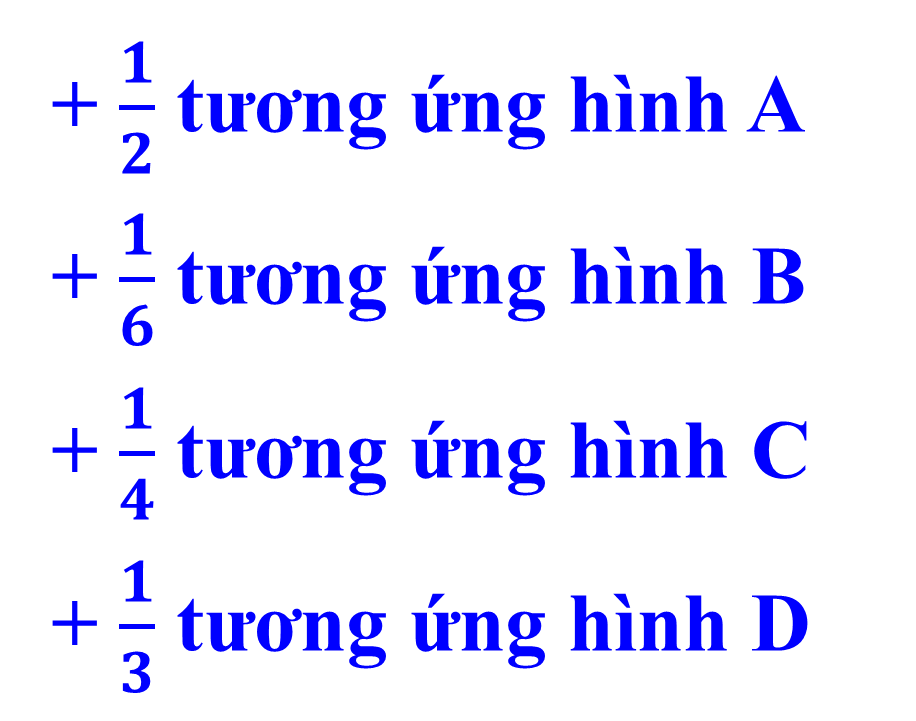 + 1/2 tương ứng hình A
+ 1/6 tương ứng hình B
+ 1/4 tương ứng hình C
+ 1/3 tương ứng hình D